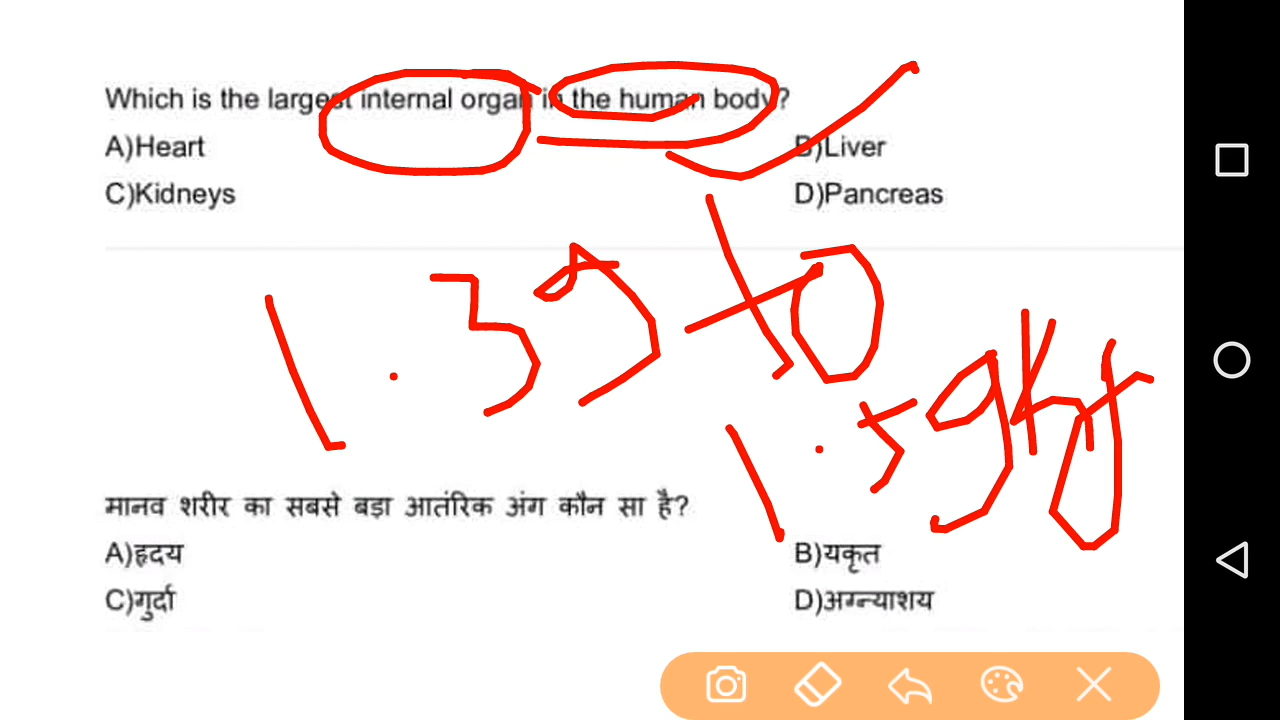 Which is the largest internal organ in the human body?
A)Heart B)Liver
C)Kidneys D)Pancreas
1.39 to
1.59kg
मानव शरीर का सबसे बड़ा आतंरिक अंग कौन सा है?
A)हृदय B)यकृत
C)गुर्दा D)अग्न्याशय